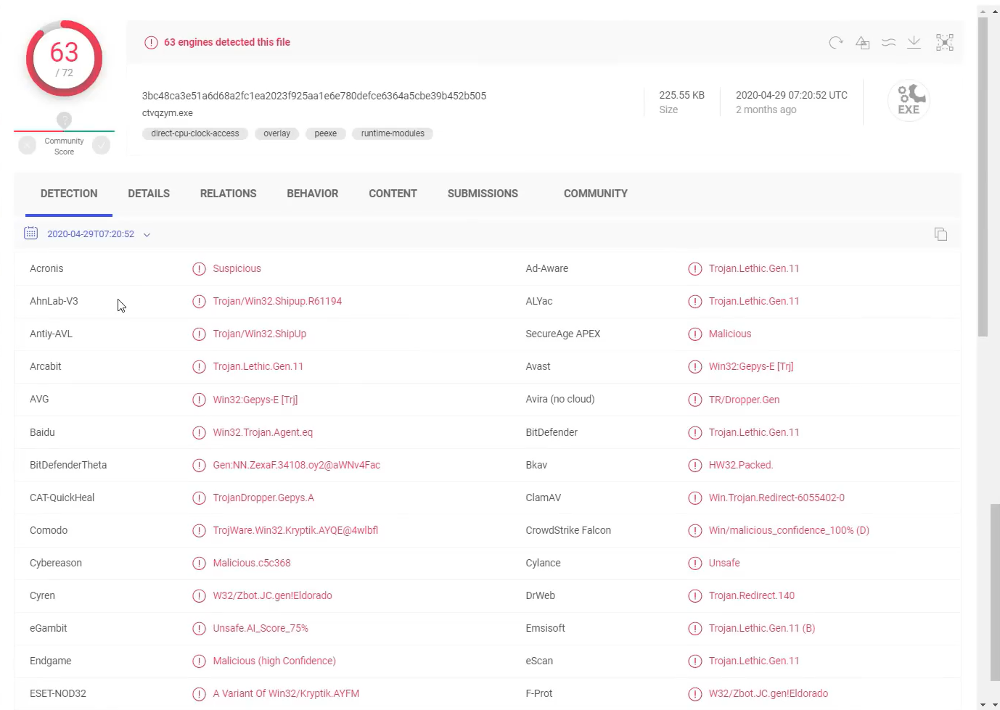 63
/ 72
63 engines detected this file
3bc48ca3e51a6d68a2fc1ea2023f925aa1e6e780defce6364a5cbe39b452b505
ctvqzym.exe
direct-cpu-clock-access overlay peexe runtime-modules
225.55 KB
Size
2020-04-29 07:20:52 UTC
2 months ago
EXE
?
Community
Score
DETECTION DETAILS RELATIONS BEHAVIOR CONTENT SUBMISSIONS COMMUNITY
2020-04-29T07:20:52
Acronis Suspicious Ad-Aware Trojan.Lethic.Gen.11
AhnLab-V3 Trojan/Win32.Shipup.R61194 ALYac Trojan.Lethic.Gen.11
Antiy-AVL Trojan/Win32.ShipUp SecureAge APEX Malicious
Arcabit Trojan.Lethic.Gen.11 Avast Win32:Gepys-E [Trj]
AVG Win32:Gepys-E [Trj] Avira (no cloud) TR/Dropper.Gen
Baidu Win32.Trojan.Agent.eq BitDefender Trojan.Lethic.Gen.11
BitDefenderTheta Gen:NN.ZexaF.34108.oy2@aWNv4Fac Bkav HW32.Packed.
CAT-QuickHeal TrojanDropper.Gepys.A ClamAV Win.Trojan.Redirect-6055402-0
Comodo TrojWare.Win32.Kryptik.AYQE@4wlbfl CrowdStrike Falcon Win/malicious_confidence_100% (D)
Cybereason Malicious.c5c368 Cylance Unsafe
Cyren W32/Zbot.JC.gen!Eldorado DrWeb Trojan.Redirect.140
eGambit Unsafe.AI_Score_75% Emsisoft Trojan.Lethic.Gen.11 (B)
Endgame Malicious (high Confidence) eScan Trojan.Lethic.Gen.11
ESET-NOD32 A Variant Of Win32/Kryptik.AYFM F-Prot W32/Zbot.JC.gen!Eldorado